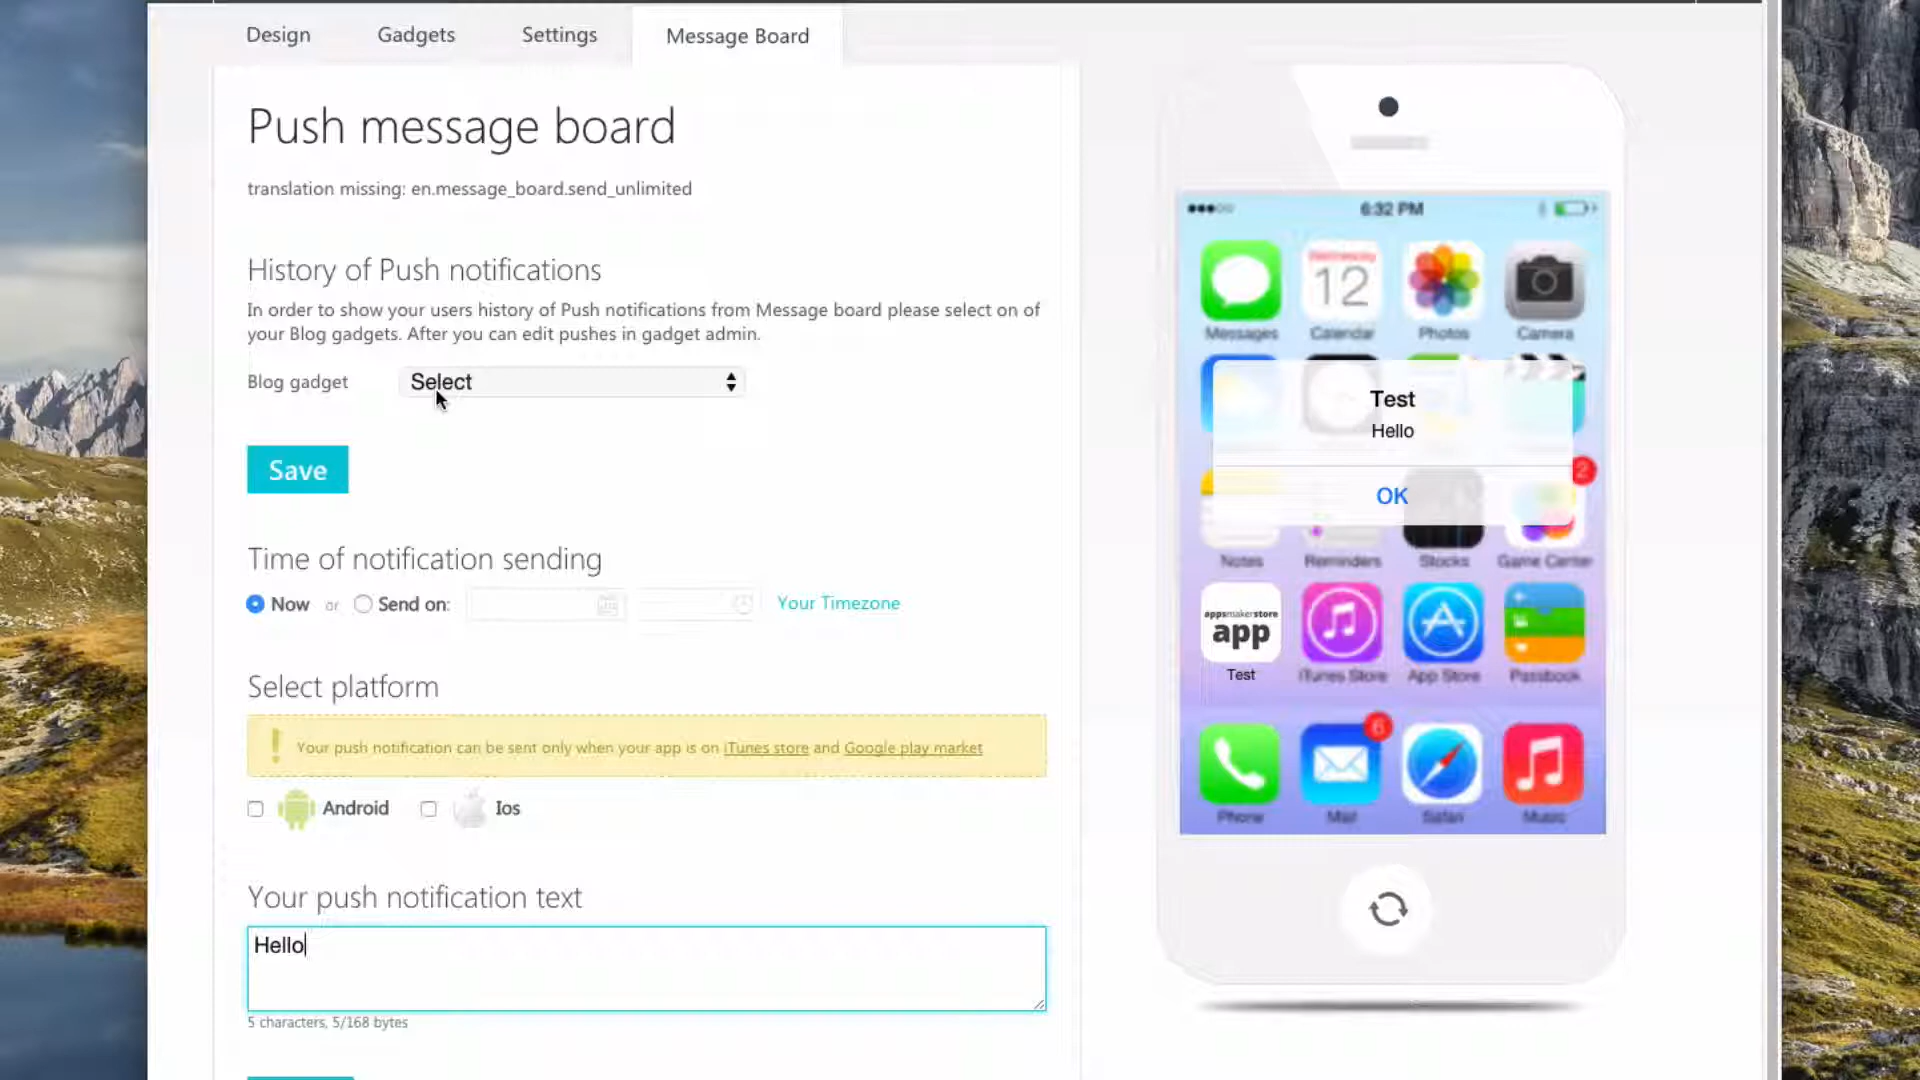 Design Gadgets Settings Message Board
Push message board
translation missing: en.message_board.send_unlimited
History of Push notifications
In order to show your users history of Push notifications from Message board please select on of
your Blog gadgets. After you can edit pushes in gadget admin.
Blog gadget Select
Save
Time of notification sending
Now or Send on: Your Timezone
Select platform
Your push notification can be sent only when your app is on iTunes store and Google play market
Android Ios
Your push notification text
Hello
5 characters, 5/168 bytes
6:32 PM
Wednesday
12
Messages Calendar Photos Camera
Test
Hello
2
OK
Notes Reminders Stocks Game Center
appsmakerstore
app
Test iTunes Store App Store Passbook
6
Phone Mail Safari Music